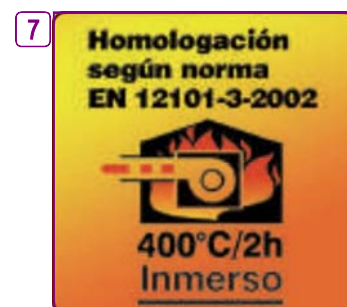 7
Homologación
según norma
EN 12101-3-2002
400°C/2h
Inmerso